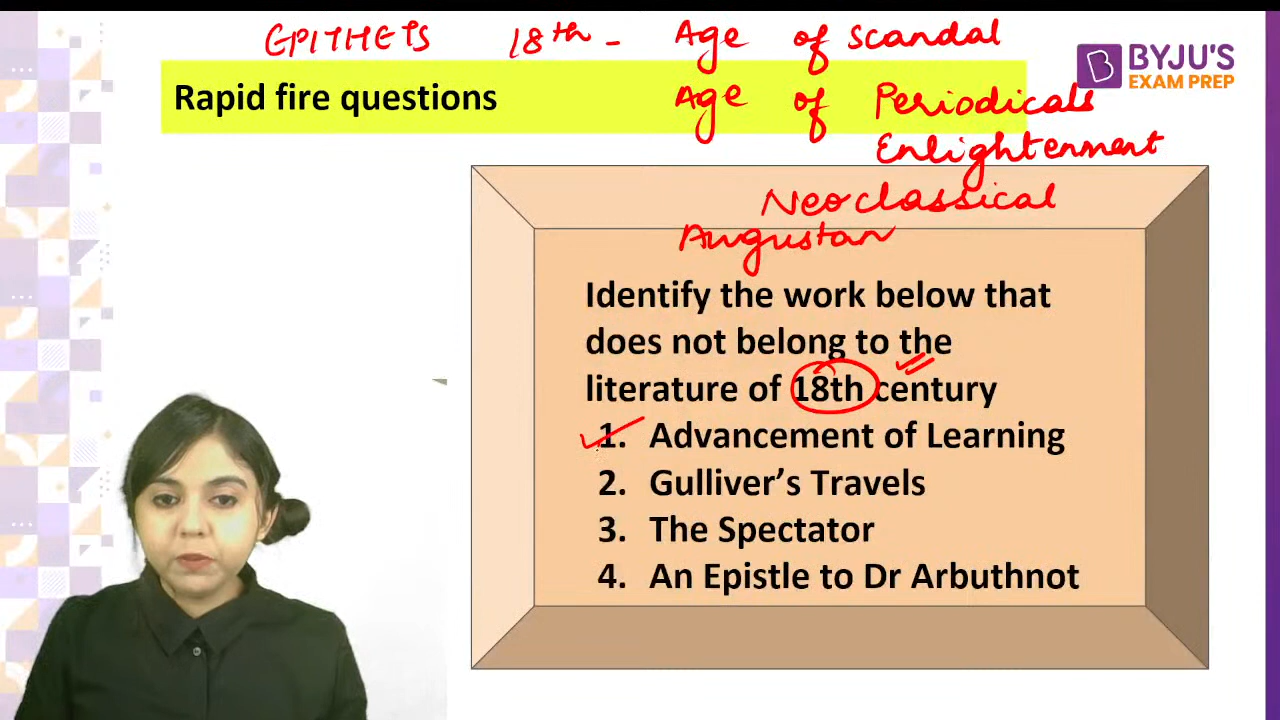 EPITHETS 18th - Age of scandal
BYJU'S
EXAM PREP
Rapid fire questions
Age of Periodicals
Enlightenment
Neoclassical
Augustan
Identify the work below that
does not belong to the
literature of 18th century
1. Advancement of Learning
2. Gulliver's Travels
3. The Spectator
4. An Epistle to Dr Arbuthnot